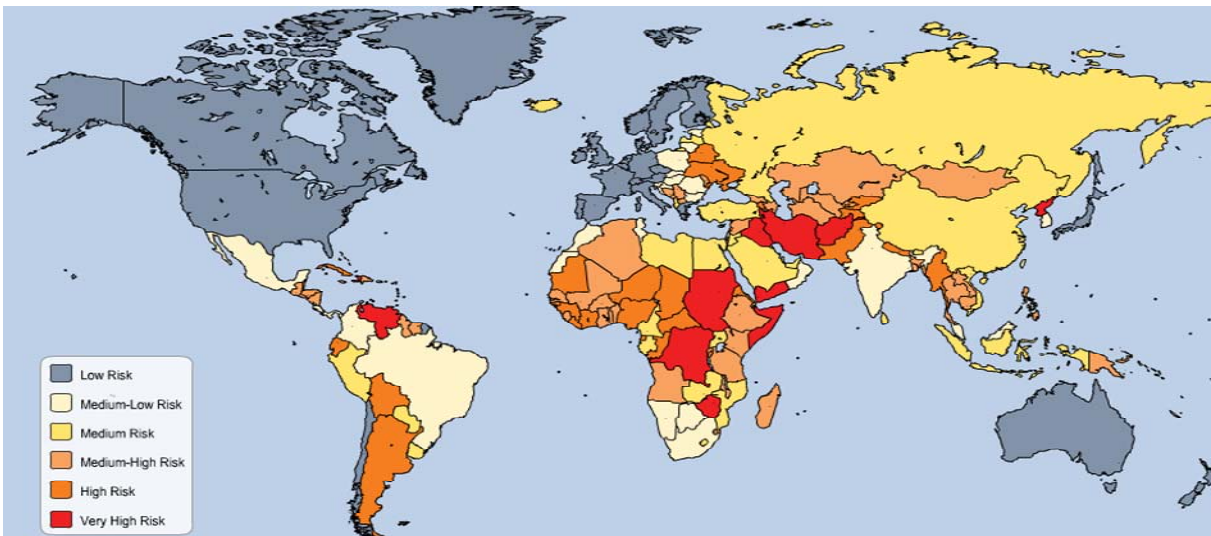 Low Risk
Medium-Low Risk
Medium Risk
Medium-High Risk
High Risk
Very High Risk